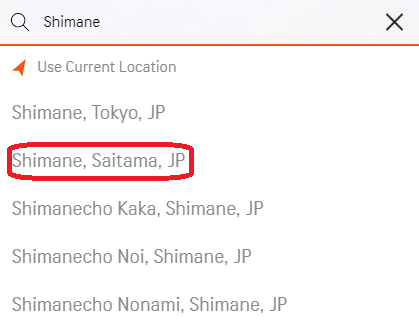 Shimane
Use Current Location
Shimane, Tokyo, JP
Shimane, Saitama, JP
Shimanecho Kaka, Shimane, JP
Shimanecho Noi, Shimane, JP
Shimanecho Nonami, Shimane, JP